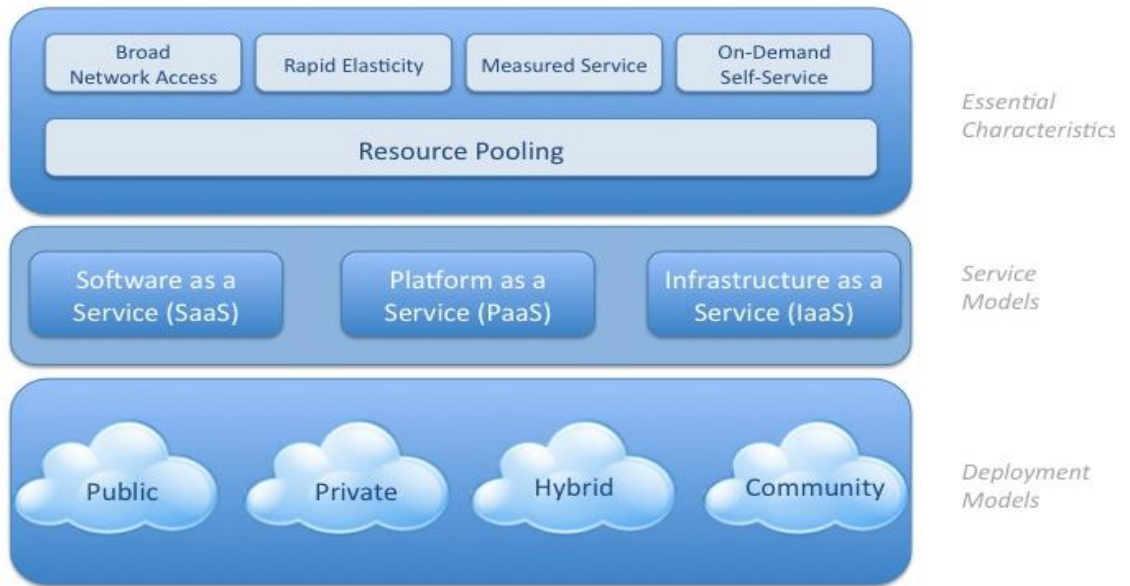 Broad
Network Access
Rapid Elasticity
Measured Service
On-Demand
Self-Service
Essential
Characteristics
Resource Pooling
Software as a
Service (SaaS)
Platform as a
Service (PaaS)
Infrastructure as a
Service (IaaS)
Service
Models
Public
Private
Hybrid
Community
Deployment
Models